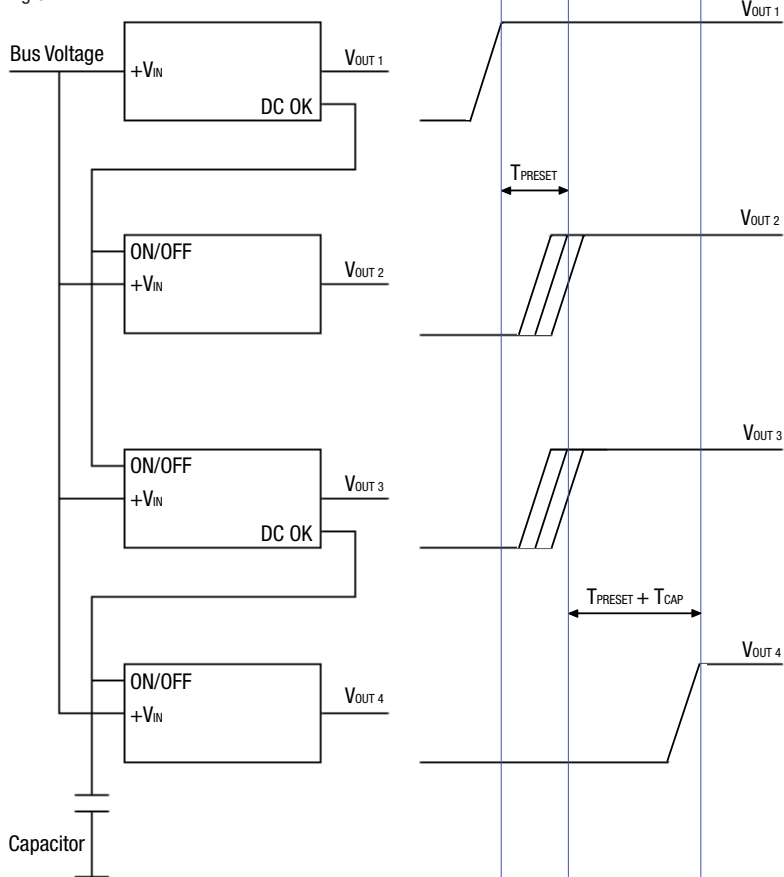 VOUT 1
Bus Voltage
+VIN
VOUT 1
DC OK
TPRESET
VOUT 2
ON/OFF
+VIN
VOUT 2
VOUT 3
ON/OFF
+VIN
VOUT 3
DC OK
TPRESET + TCAP
VOUT 4
ON/OFF
+VIN
VOUT 4
Capacitor